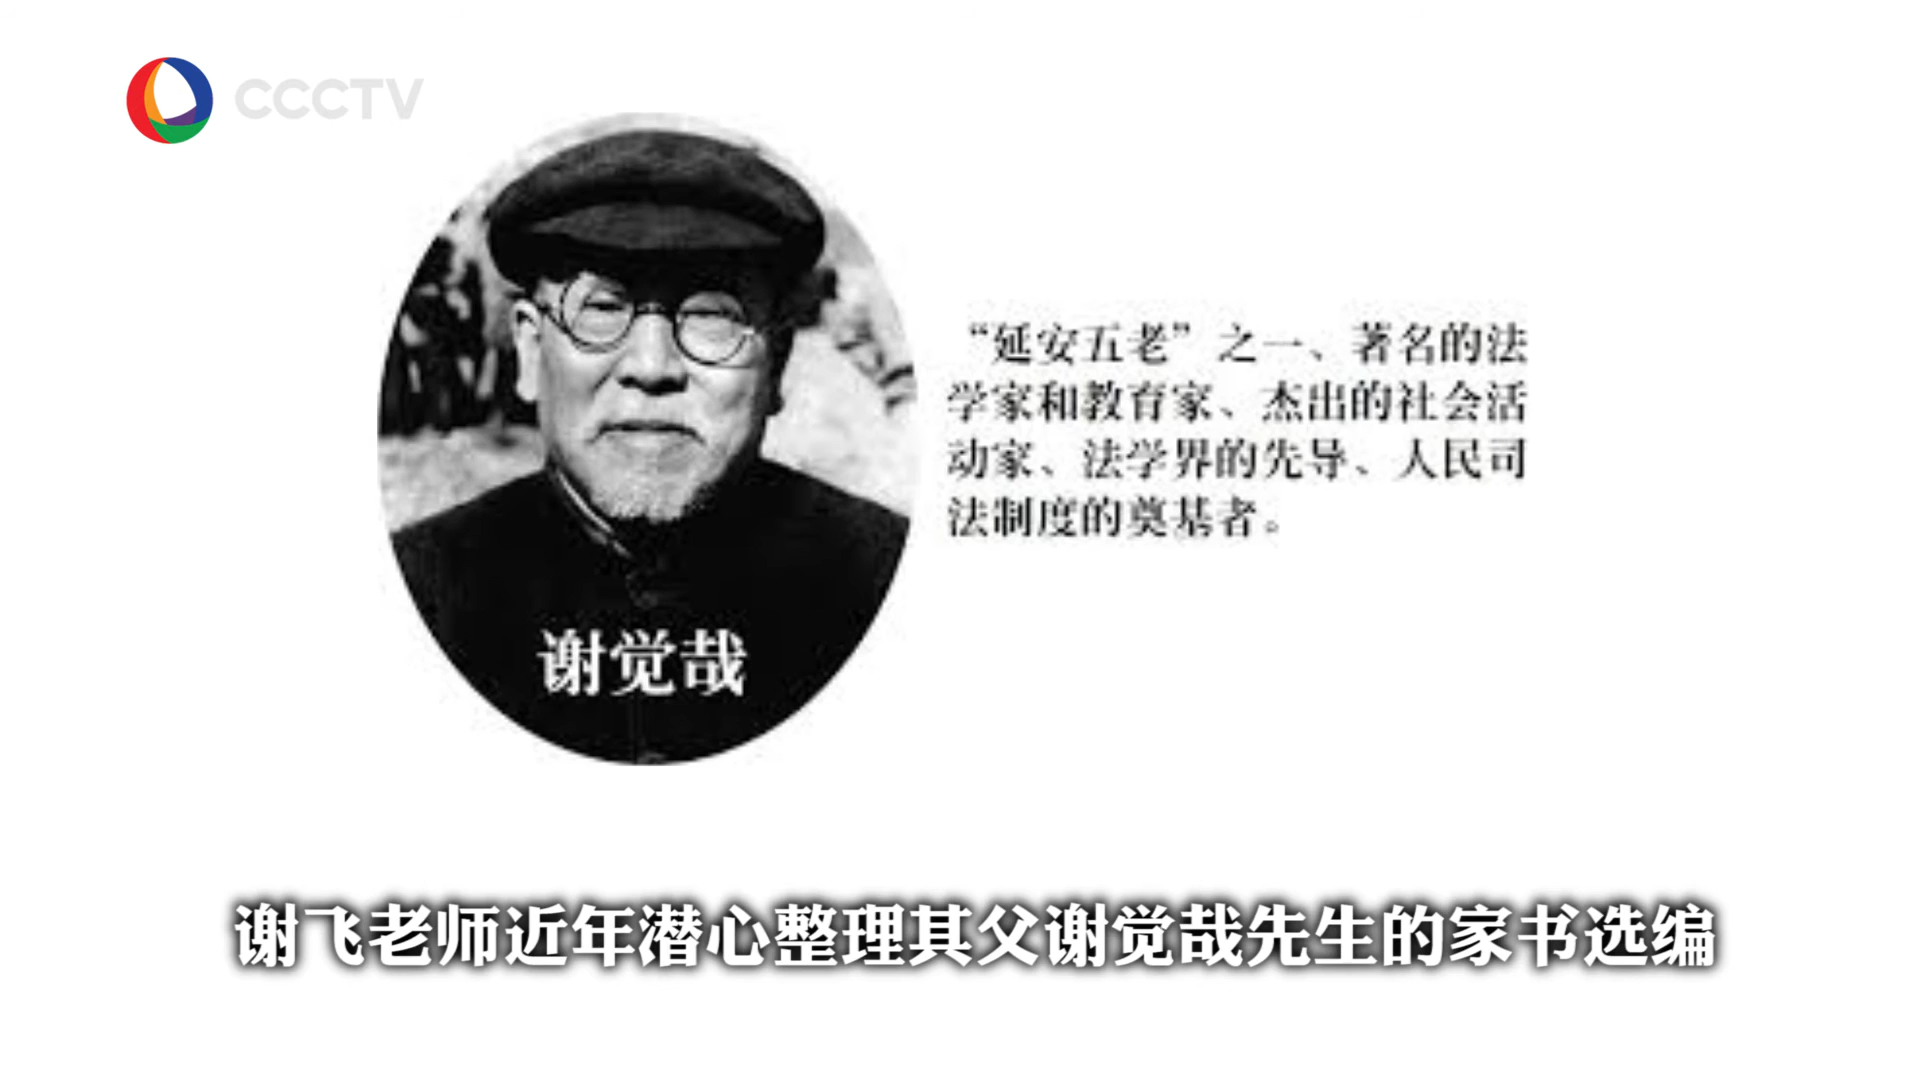 CCCTV
“延安五老”之一、著名的法
学家和教育家、杰出的社会活
动家、法学界的先导、人民司
法制度的奠基者。
谢觉哉
谢飞老师近年潜心整理其父谢觉哉先生的家书选编